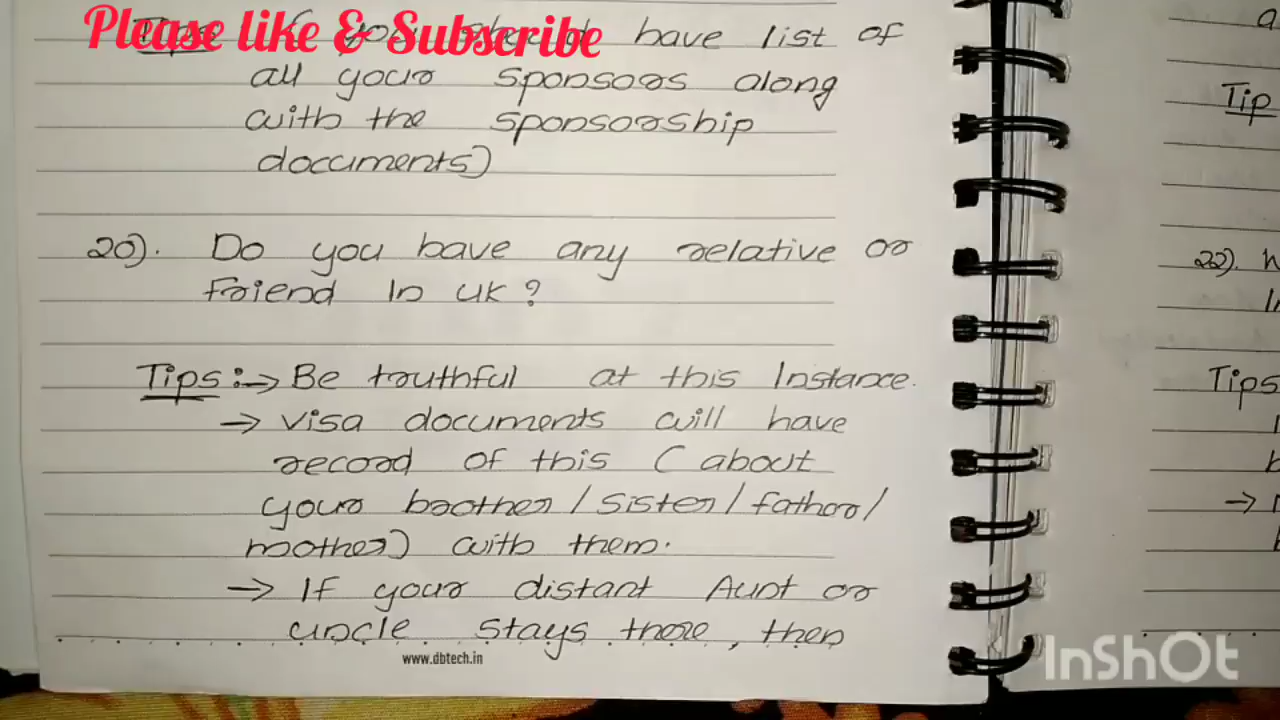 Please like & Subscribe
Tips you have list of
all your sponsors along
with the sponsorship
documents)
20). Do you have any relative or
friend In UK?
Tips :→ Be truthful at this Instance.
→ Visa documents will have
record of this (about
your brother/Sister/father/
mother) with them.
→ If your distant Aunt or
uncle stays there, then
www.dbtech.in
Tip
22).
Tips
→
InShOt